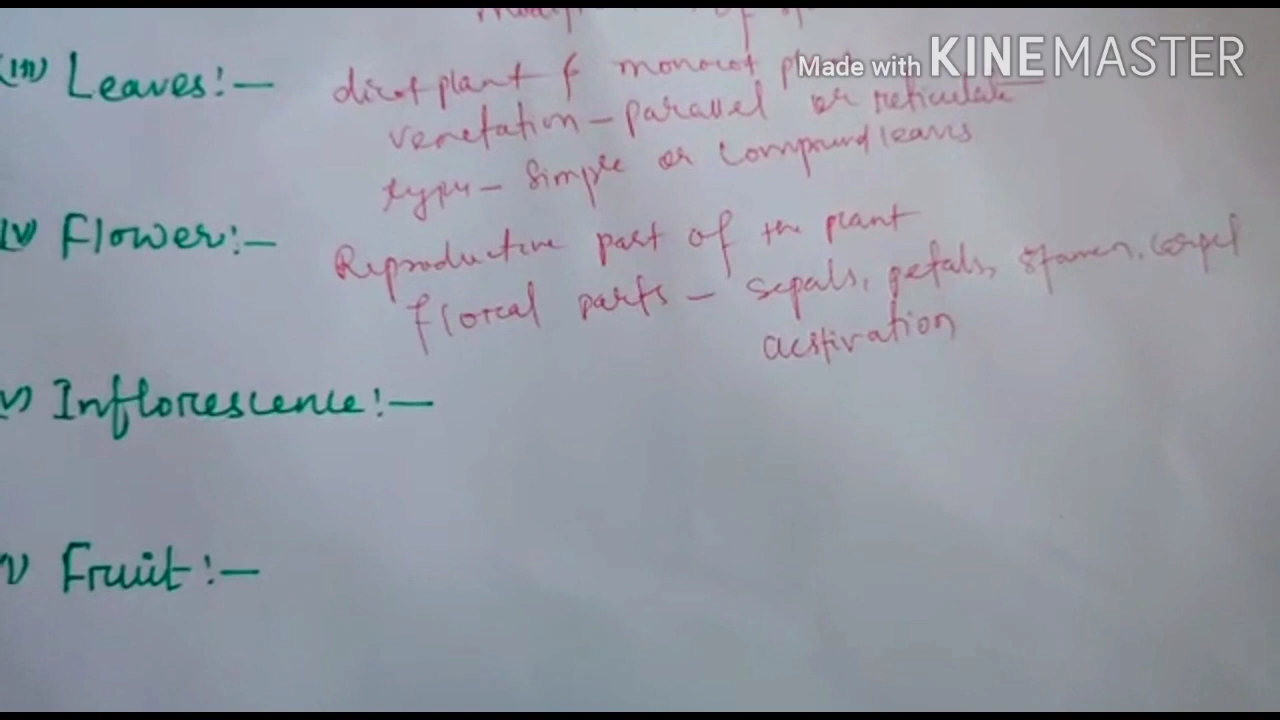 of
(iii) Leaves:- dicot plant & monocot
Made with KINEMASTER
venetation - parallel or reticulate
type - Simple or compound leaves
IV) Flower:- Reproductive part of the plant
floral parts - sepals, petals, stamen, carpel
aestivation
V) Inflorescence:-
V) Fruit:-